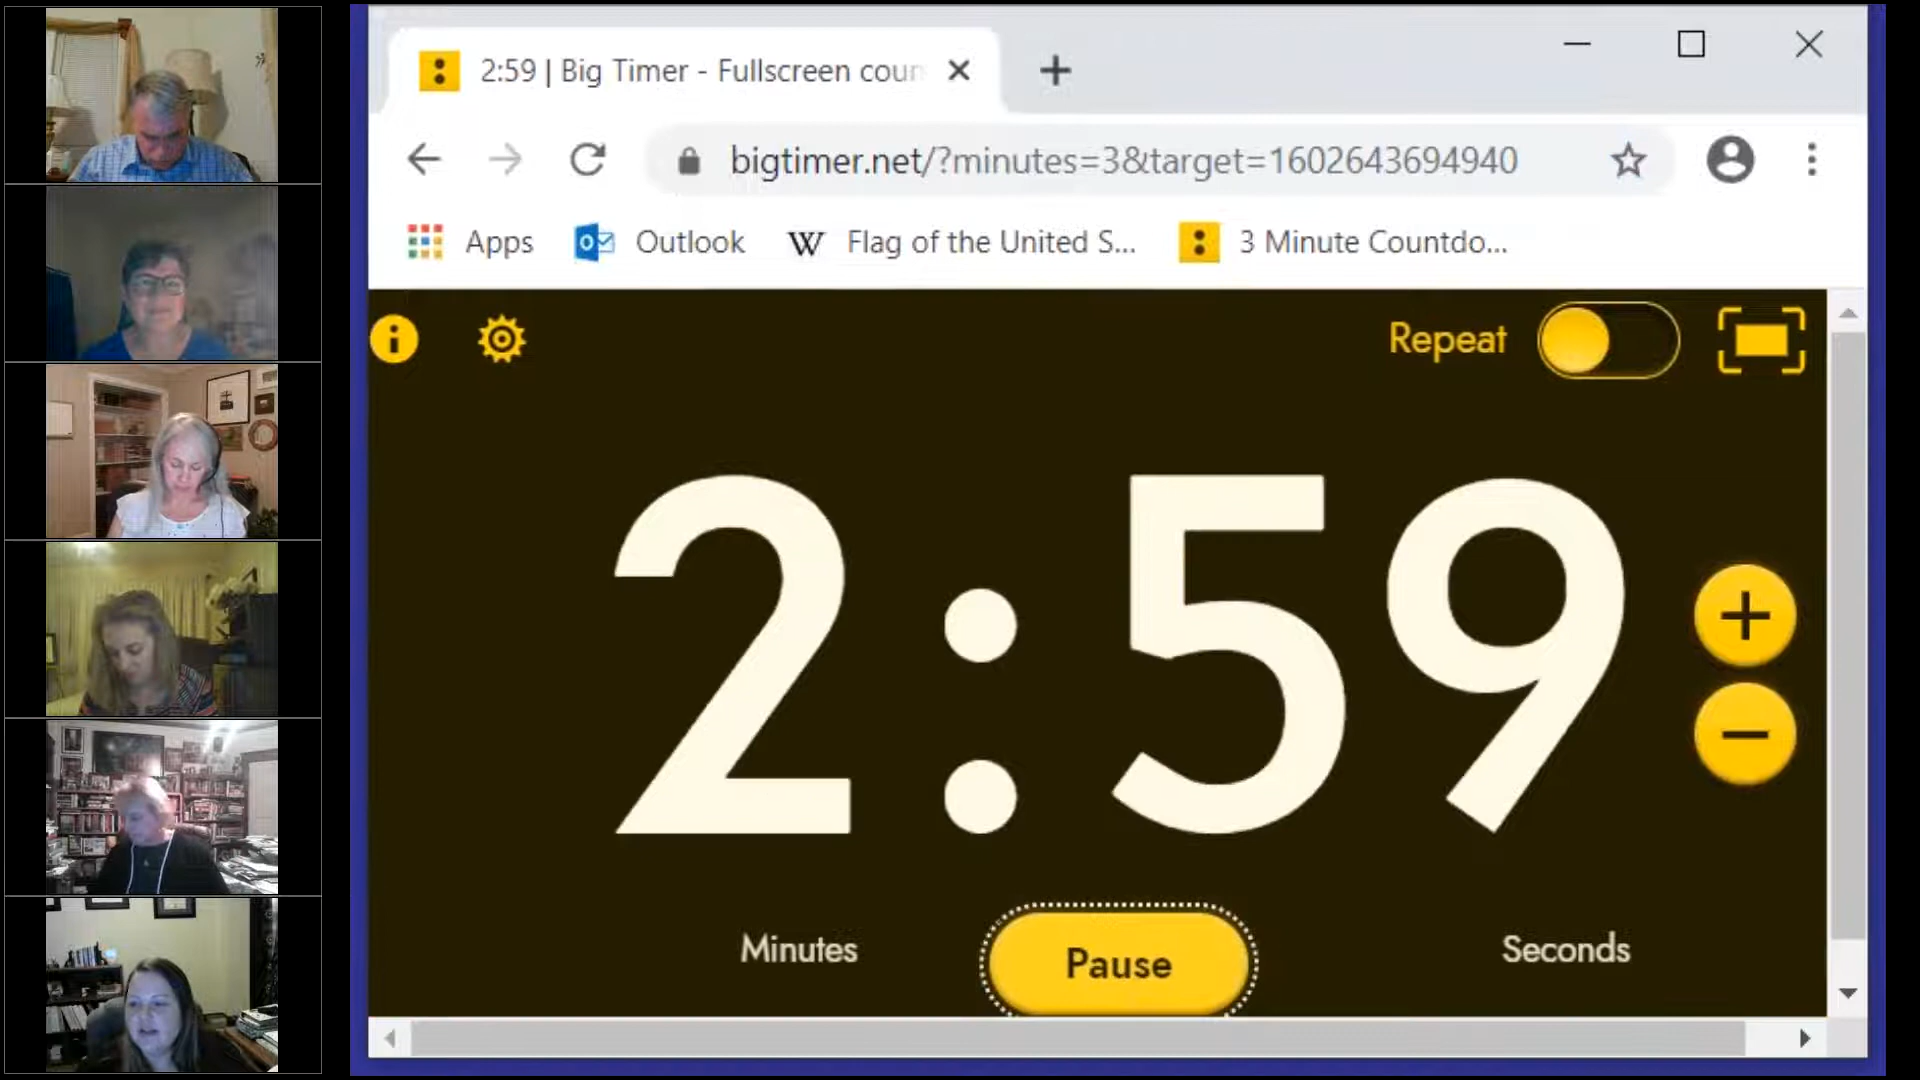 2:59 | Big Timer - Fullscreen coun
bigtimer.net/?minutes=3&target=1602643694940
Apps Outlook Flag of the United S... 3 Minute Countdo...
Repeat
2:59
Minutes Pause Seconds